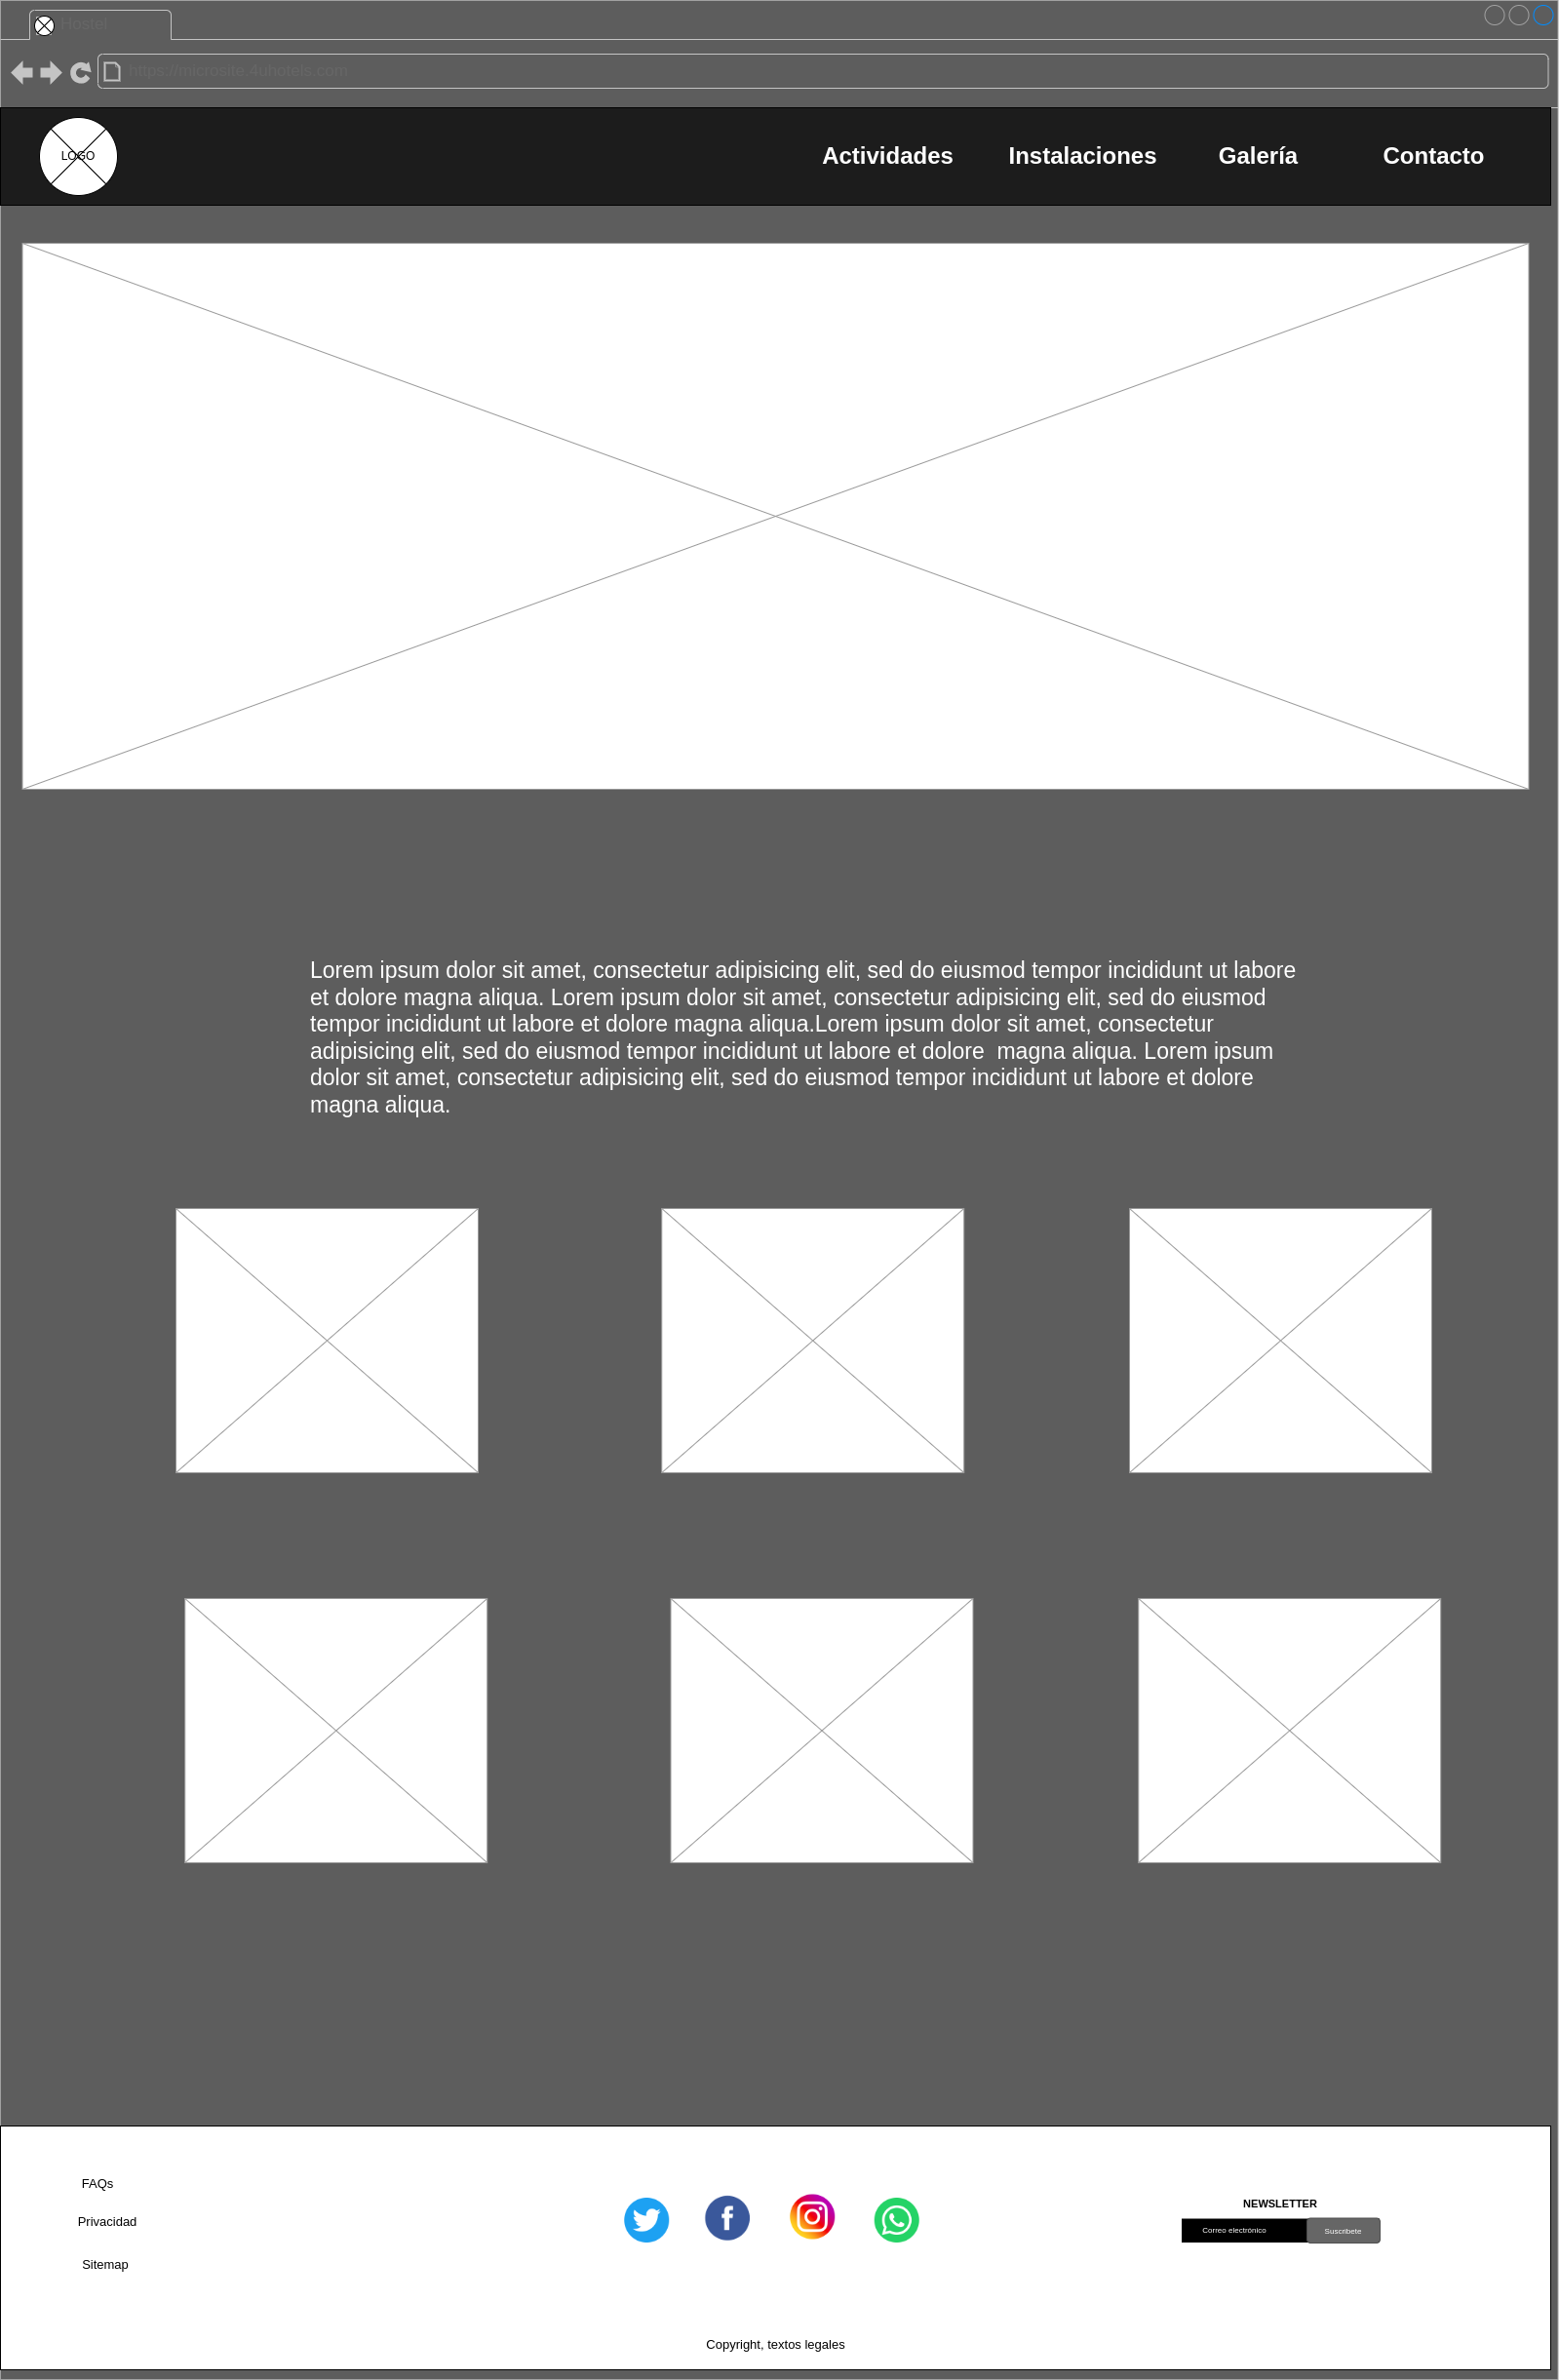 Hostel
https://microsite.4uhotels.com
LOGO
Actividades Instalaciones Galería Contacto
Lorem ipsum dolor sit amet, consectetur adipisicing elit, sed do eiusmod tempor incididunt ut labore
et dolore magna aliqua. Lorem ipsum dolor sit amet, consectetur adipisicing elit, sed do eiusmod
tempor incididunt ut labore et dolore magna aliqua.Lorem ipsum dolor sit amet, consectetur
adipisicing elit, sed do eiusmod tempor incididunt ut labore et dolore  magna aliqua. Lorem ipsum
dolor sit amet, consectetur adipisicing elit, sed do eiusmod tempor incididunt ut labore et dolore
magna aliqua.
FAQs
Privacidad
Sitemap
NEWSLETTER
Correo electrónico
Suscribete
Copyright, textos legales